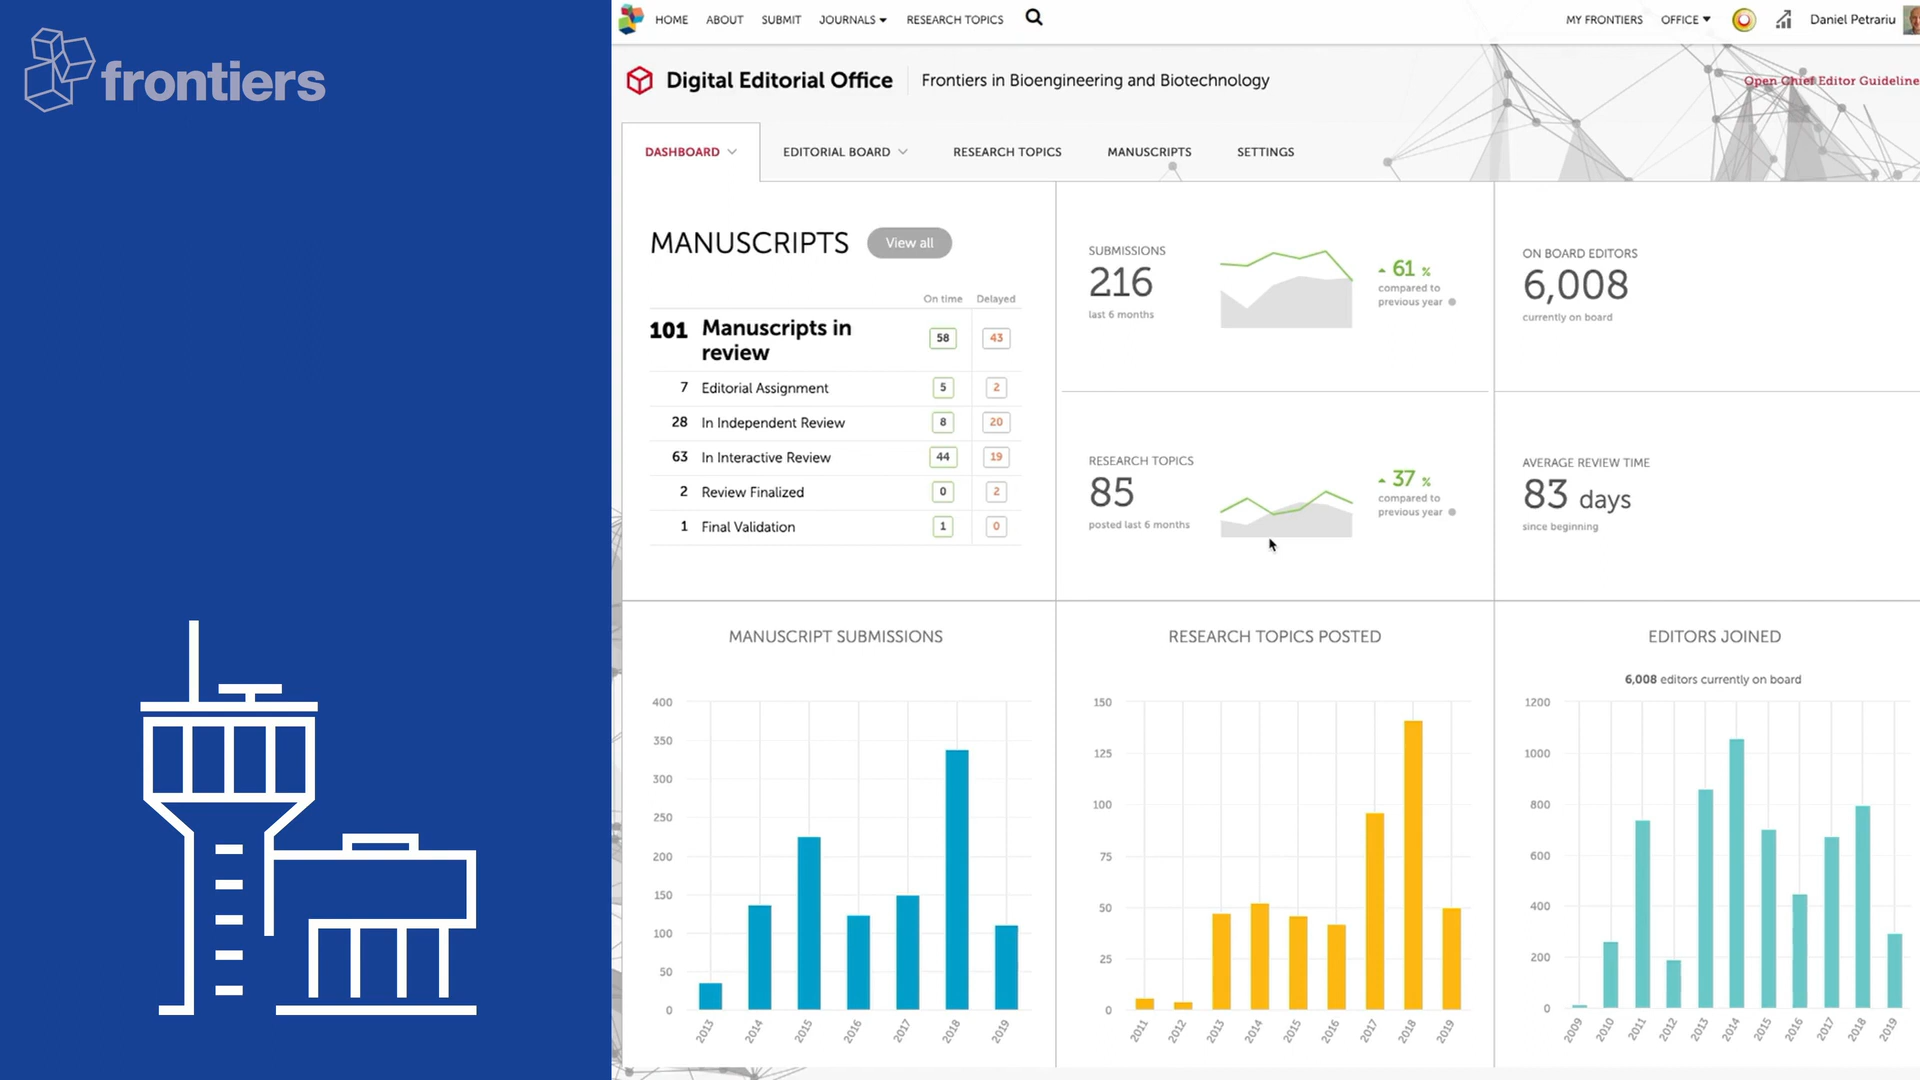 frontiers
HOME ABOUT SUBMIT JOURNALS RESEARCH TOPICS MY FRONTIERS OFFICE Daniel Petrariu
Digital Editorial Office Frontiers in Bioengineering and Biotechnology Open Chief Editor Guideline
DASHBOARD EDITORIAL BOARD RESEARCH TOPICS MANUSCRIPTS SETTINGS
MANUSCRIPTS View all
On time Delayed
101 Manuscripts in
review 58 43
7 Editorial Assignment 5 2
28 In Independent Review 8 20
63 In Interactive Review 44 19
2 Review Finalized 0 2
1 Final Validation 1 0
SUBMISSIONS
216
last 6 months
61 %
compared to
previous year
ON BOARD EDITORS
6,008
currently on board
RESEARCH TOPICS
85
posted last 6 months
37 %
compared to
previous year
AVERAGE REVIEW TIME
83 days
since beginning
MANUSCRIPT SUBMISSIONS
400
350
300
250
200
150
100
50
0
2013 2014 2015 2016 2017 2018 2019
RESEARCH TOPICS POSTED
150
125
100
75
50
25
0
2011 2012 2013 2014 2015 2016 2017 2018 2019
EDITORS JOINED
6,008 editors currently on board
1200
1000
800
600
400
200
0
2009 2010 2011 2012 2013 2014 2015 2016 2017 2018 2019